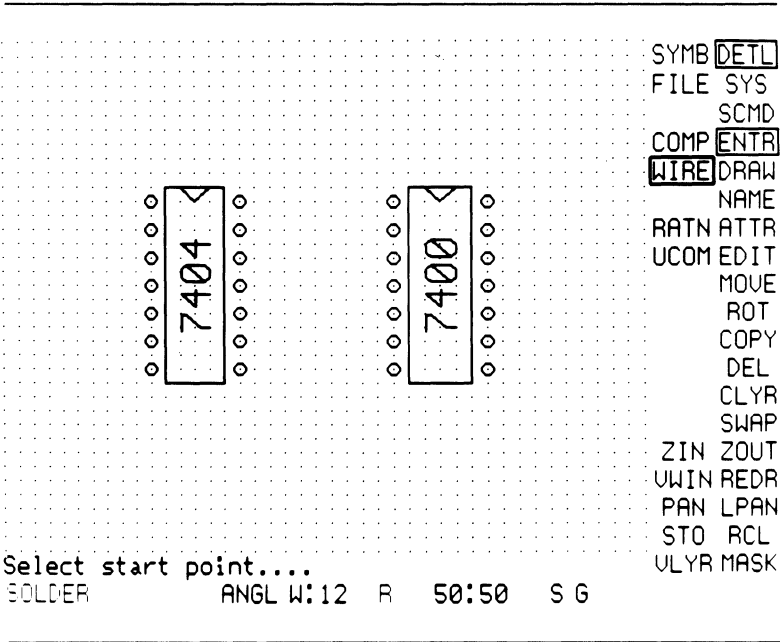 SYMB DETL
FILE SYS
SCMD
COMP ENTR
WIRE DRAW
NAME
RATN ATTR
UCOM EDIT
MOVE
ROT
COPY
DEL
CLYR
SWAP
ZIN ZOUT
VWIN REDR
PAN LPAN
STO RCL
VLYR MASK
7404
7400
Select start point....
SOLDER ANGL W:12 R 50:50 S G